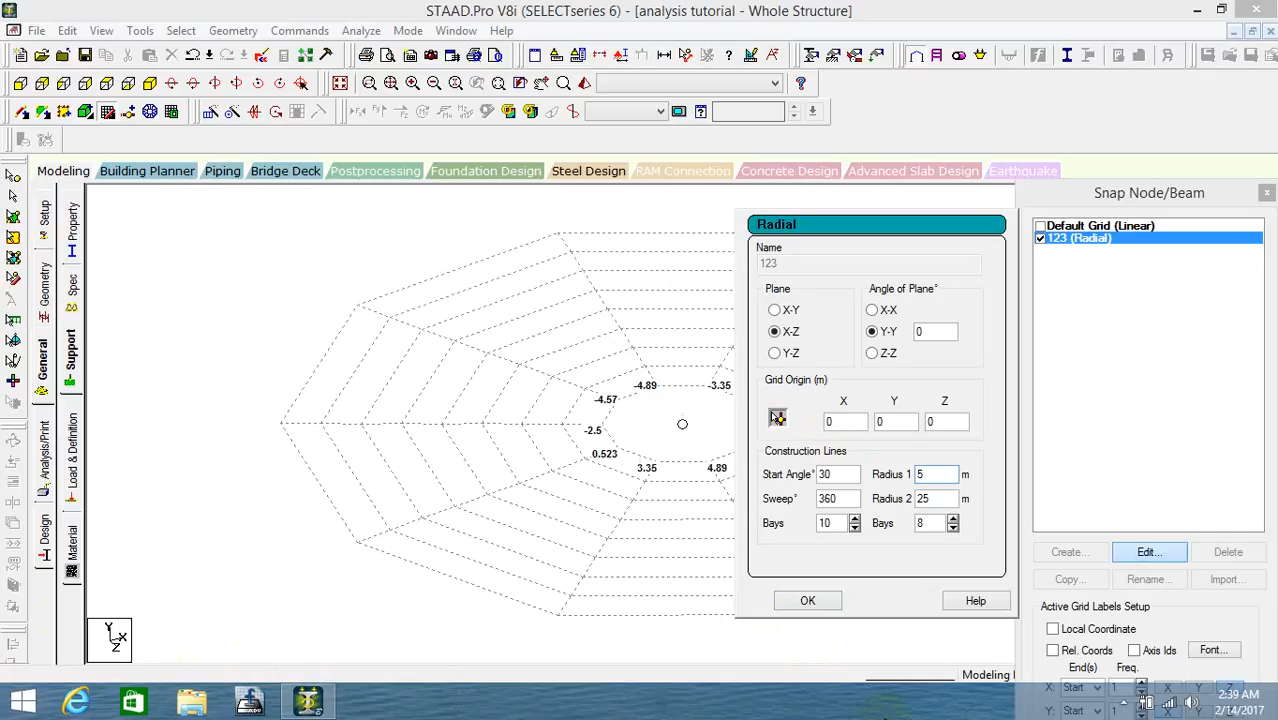 STAAD.Pro V8i (SELECTseries 6) - [analysis tutorial - Whole Structure]
File Edit View Tools Select Geometry Commands Analyze Mode Window Help
Modeling Building Planner Piping Bridge Deck Postprocessing Foundation Design Steel Design RAM Connection Concrete Design Advanced Slab Design Earthquake
Setup
Geometry
General
Analysis/Print
Design
Property
Spec
Support
Load & Definition
Material
-4.89 -3.35
-4.57
-2.5
0.523
3.35 4.89
Y
X
Z
Radial
Name
123
Plane Angle of Plane°
X-Y X-X
X-Z Y-Y 0
Y-Z Z-Z
Grid Origin (m)
X Y Z
0 0 0
Construction Lines
Start Angle° 30 Radius 1 5 m
Sweep° 360 Radius 2 25 m
Bays 10 Bays 8
OK Help
Snap Node/Beam
Default Grid (Linear)
123 (Radial)
Create... Edit... Delete
Copy... Rename... Import...
Active Grid Labels Setup
Local Coordinate
Rel. Coords Axis Ids Font...
End(s) Freq.
X: Start 1 X Y Z
Y: Start 1
Modeling
2:39 AM
2/14/2017